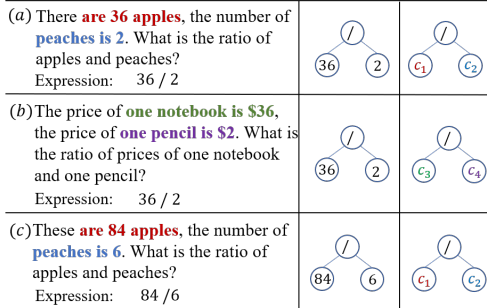 (a) There are 36 apples, the number of
peaches is 2. What is the ratio of
apples and peaches?
Expression: 36 / 2
/
36 2
/
c1 c2
(b) The price of one notebook is $36,
the price of one pencil is $2. What is
the ratio of prices of one notebook
and one pencil?
Expression: 36 / 2
/
36 2
/
c3 c4
(c) These are 84 apples, the number of
peaches is 6. What is the ratio of
apples and peaches?
Expression: 84 /6
/
84 6
/
c1 c2